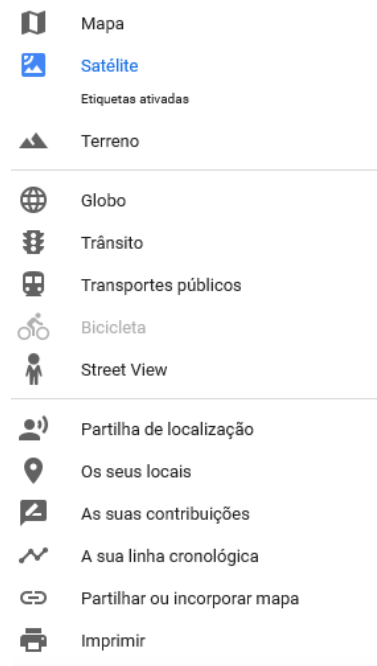 Mapa
Satélite
Etiquetas ativadas
Terreno
Globo
Trânsito
Transportes públicos
Bicicleta
Street View
Partilha de localização
Os seus locais
As suas contribuições
A sua linha cronológica
Partilhar ou incorporar mapa
Imprimir